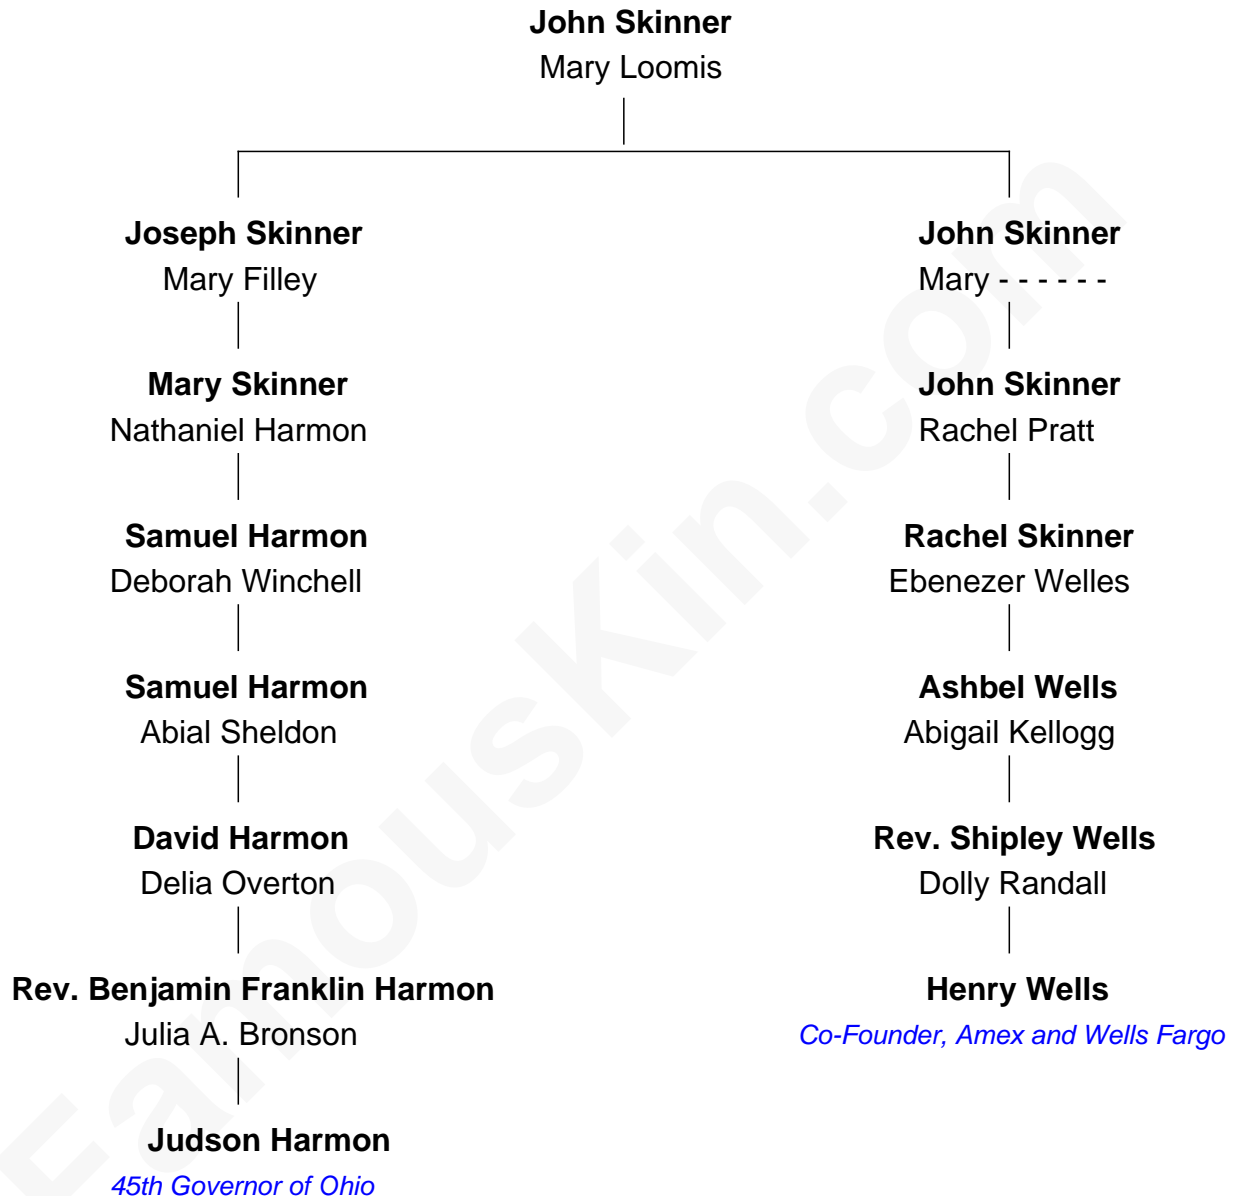 John Skinner
Mary Loomis
Joseph Skinner
Mary Filley
John Skinner
Mary - - - - - -
Mary Skinner
Nathaniel Harmon
John Skinner
Rachel Pratt
Samuel Harmon
Deborah Winchell
Rachel Skinner
Ebenezer Welles
Samuel Harmon
Abial Sheldon
Ashbel Wells
Abigail Kellogg
David Harmon
Delia Overton
Rev. Shipley Wells
Dolly Randall
Rev. Benjamin Franklin Harmon
Julia A. Bronson
Henry Wells
Co-Founder, Amex and Wells Fargo
Judson Harmon
45th Governor of Ohio
FamousKin.com